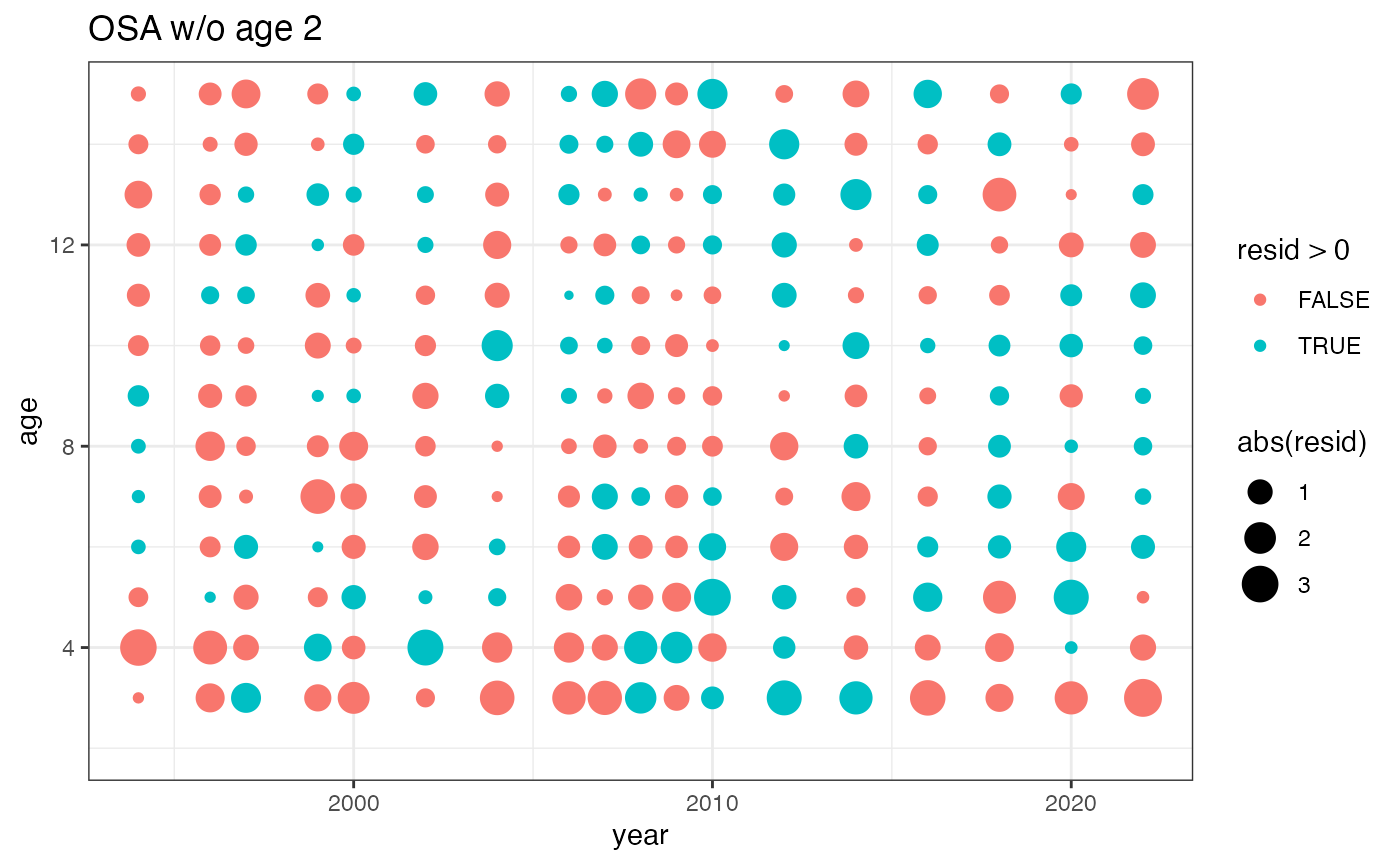 OSA w/o age 2
12
8
4
age
2000
2010
2020
year
resid > 0
FALSE
TRUE
abs(resid)
1
2
3